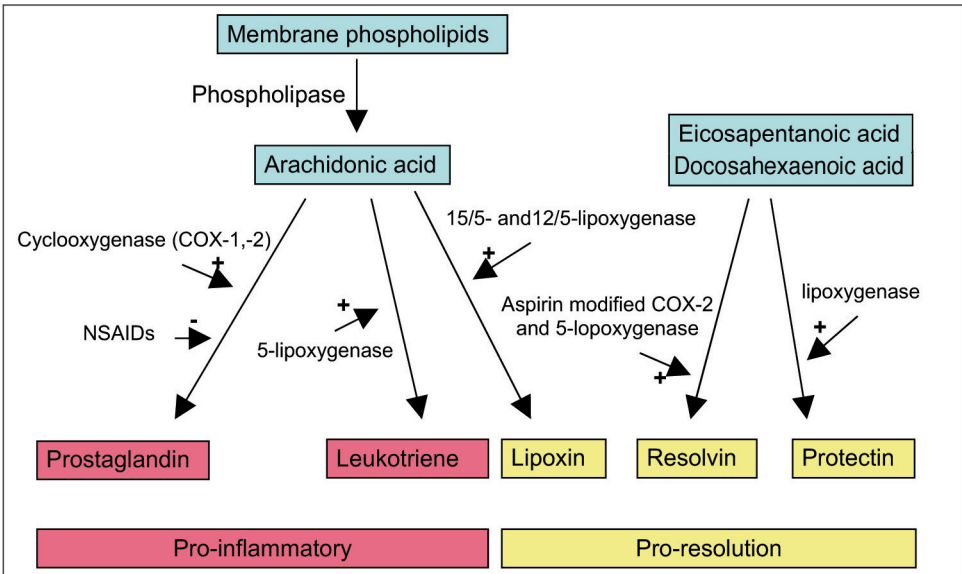 Membrane phospholipids
Phospholipase
Arachidonic acid
Eicosapentanoic acid
Docosahexaenoic acid
Cyclooxygenase (COX-1,-2)
+
NSAIDs
-
5-lipoxygenase
+
15/5- and12/5-lipoxygenase
+
Aspirin modified COX-2
and 5-lopoxygenase
+
lipoxygenase
+
Prostaglandin
Leukotriene
Lipoxin
Resolvin
Protectin
Pro-inflammatory
Pro-resolution